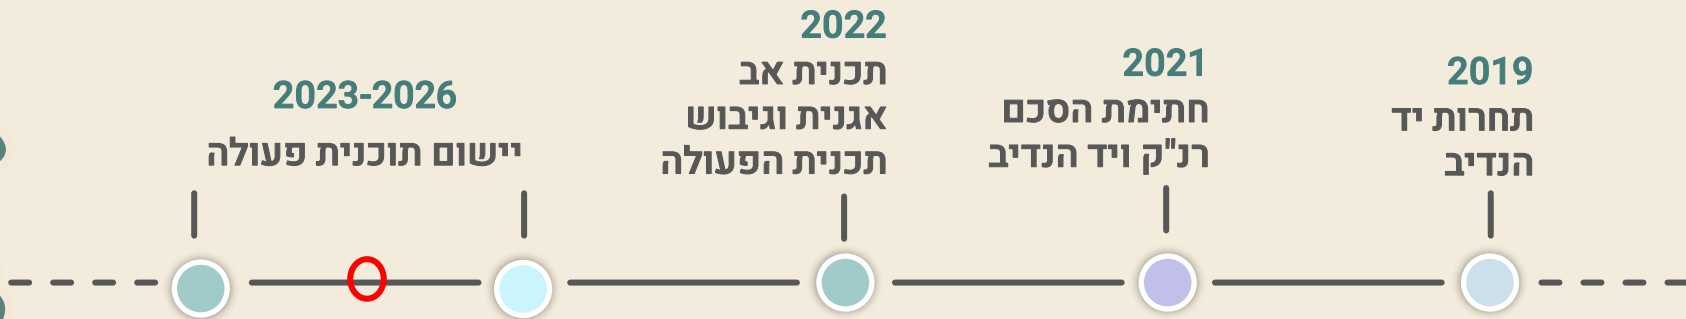 2019
תחרות יד
הנדיב
2021
חתימת הסכם
רנ"ק ויד הנדיב
2022
תכנית אב
אגנית וגיבוש
תכנית הפעולה
2023-2026
יישום תוכנית פעולה